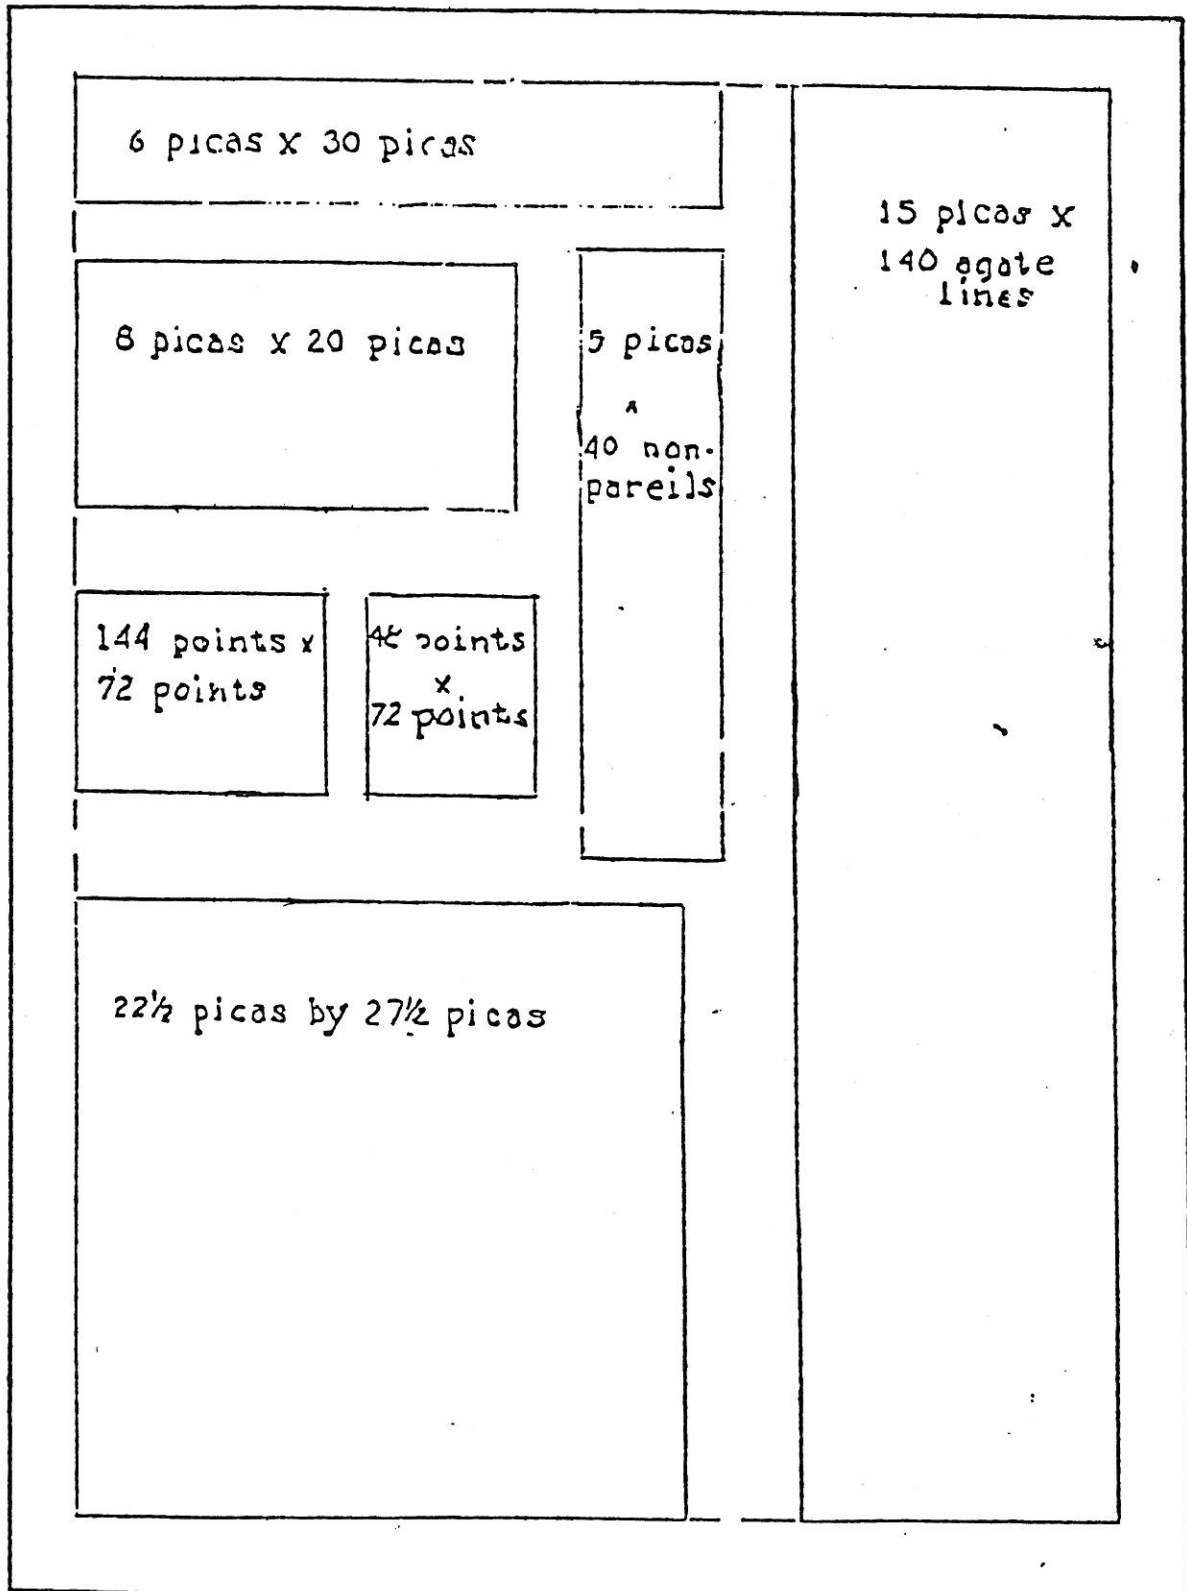 6 picas x 30 picas
15 picas x
140 agate
lines
8 picas x 20 picas
5 picas
x
40 non-
pareils
144 points x
72 points
points
x
72 points
22½ picas by 27½ picas